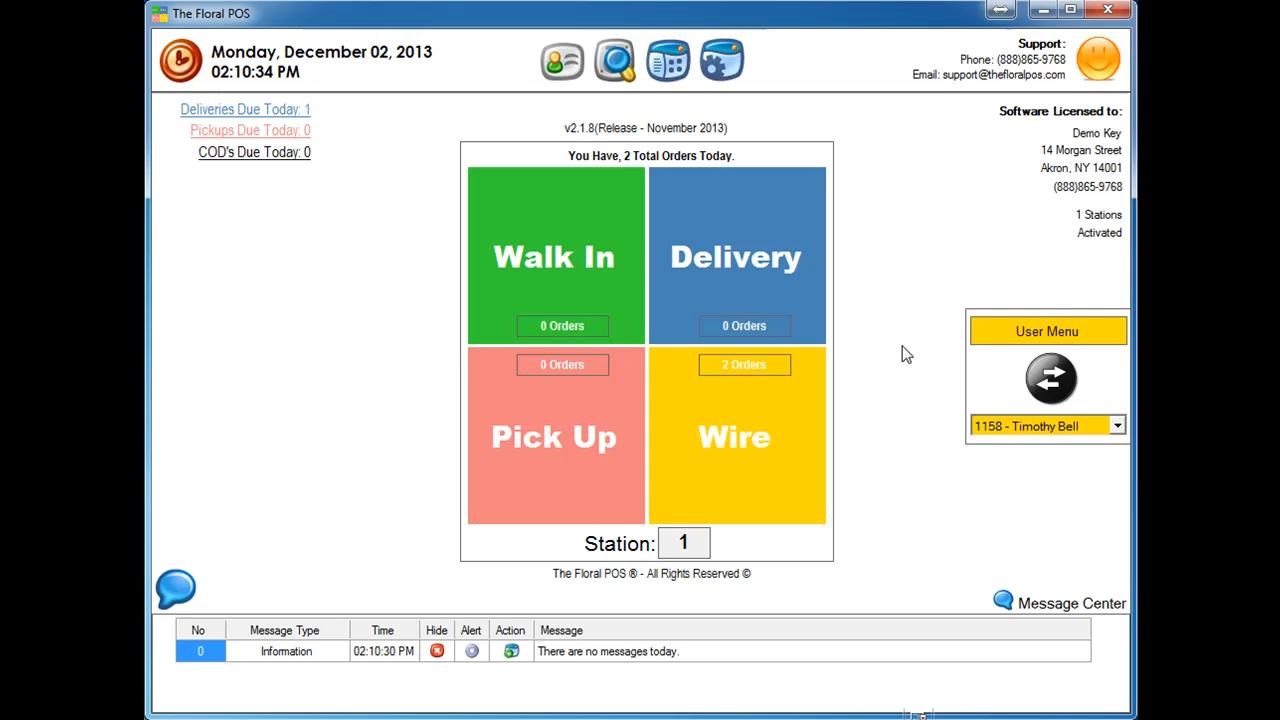 The Floral POS
Monday, December 02, 2013
02:10:34 PM
Support:
Phone: (888)865-9768
Email: support@thefloralpos.com
Deliveries Due Today: 1
Pickups Due Today: 0
COD's Due Today: 0
v2.1.8(Release - November 2013)
You Have, 2 Total Orders Today.
Walk In
0 Orders
Delivery
0 Orders
0 Orders
Pick Up
2 Orders
Wire
Station: 1
The Floral POS ® - All Rights Reserved ©
Software Licensed to:
Demo Key
14 Morgan Street
Akron, NY 14001
(888)865-9768
1 Stations
Activated
User Menu
1158 - Timothy Bell
Message Center
No Message Type Time Hide Alert Action Message
0 Information 02:10:30 PM There are no messages today.